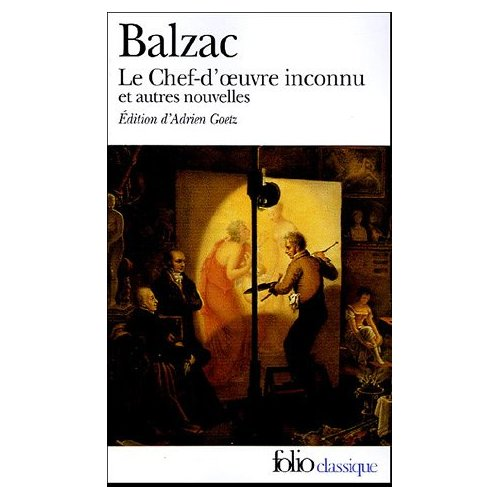 Balzac
Le Chef-d'œuvre inconnu
et autres nouvelles
Édition d'Adrien Goetz
folio classique